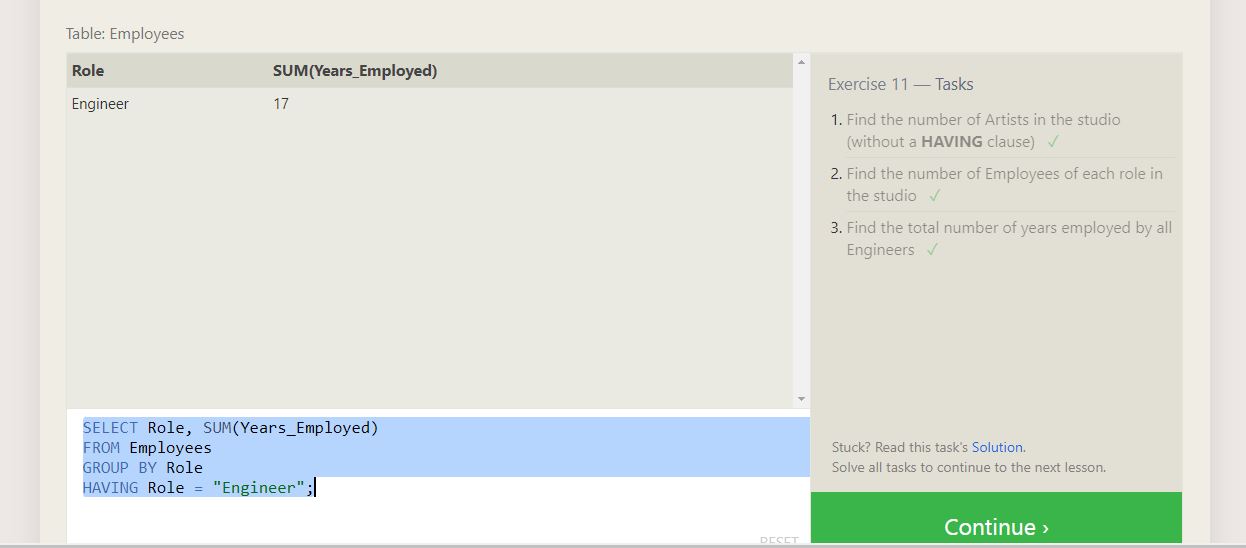 Table: Employees
Role SUM(Years_Employed)
Engineer 17
Exercise 11 — Tasks
1. Find the number of Artists in the studio
(without a HAVING clause) ✓
2. Find the number of Employees of each role in
the studio ✓
3. Find the total number of years employed by all
Engineers ✓
SELECT Role, SUM(Years_Employed)
FROM Employees
GROUP BY Role
HAVING Role = "Engineer";
RESET
Stuck? Read this task's Solution.
Solve all tasks to continue to the next lesson.
Continue ›